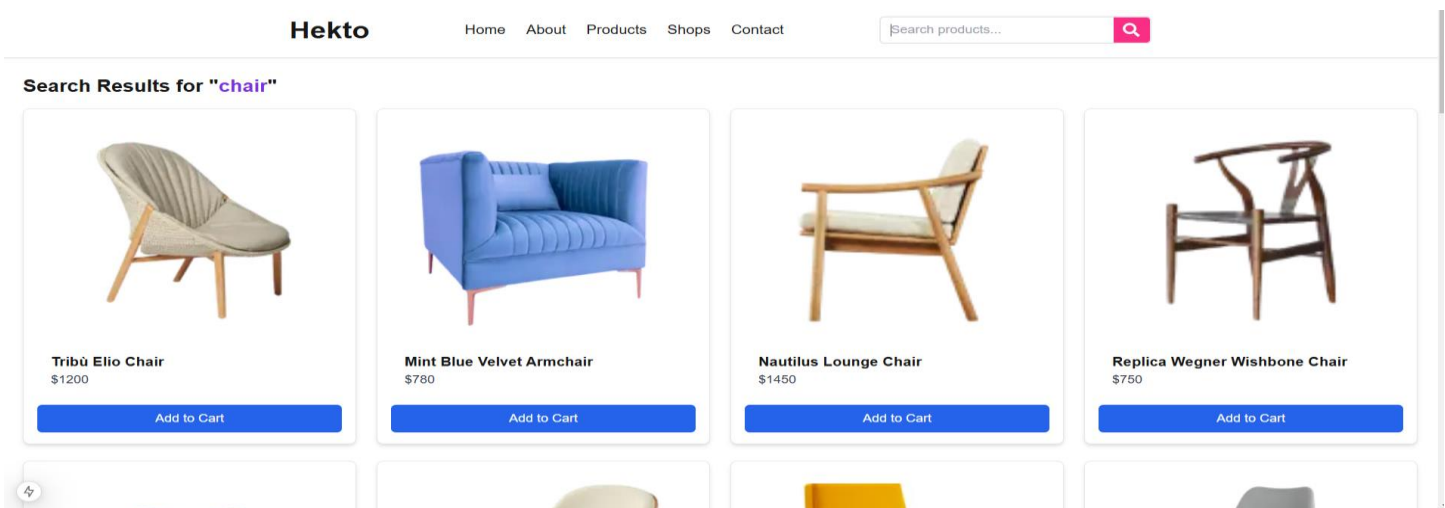 Hekto Home About Products Shops Contact Search products...
Search Results for "chair"
Tribù Elio Chair
$1200
Add to Cart
Mint Blue Velvet Armchair
$780
Add to Cart
Nautilus Lounge Chair
$1450
Add to Cart
Replica Wegner Wishbone Chair
$750
Add to Cart